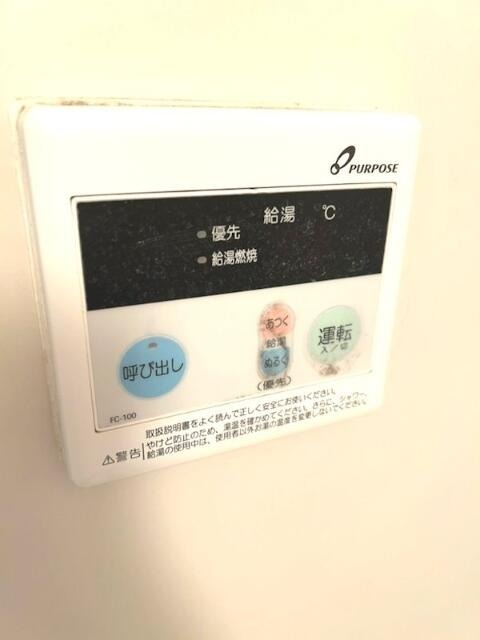 PURPOSE
給湯 ℃
優先
給湯燃焼
呼び出し
あつく
給湯
ぬるく
(優先)
運転
入/切
FC-100
⚠警告
取扱説明書をよく読んで正しく安全にお使いください。
やけど防止のため、湯温を確かめてください。さらに、シャワー、
給湯の使用中は、使用者以外お湯の温度を変更しないでください。